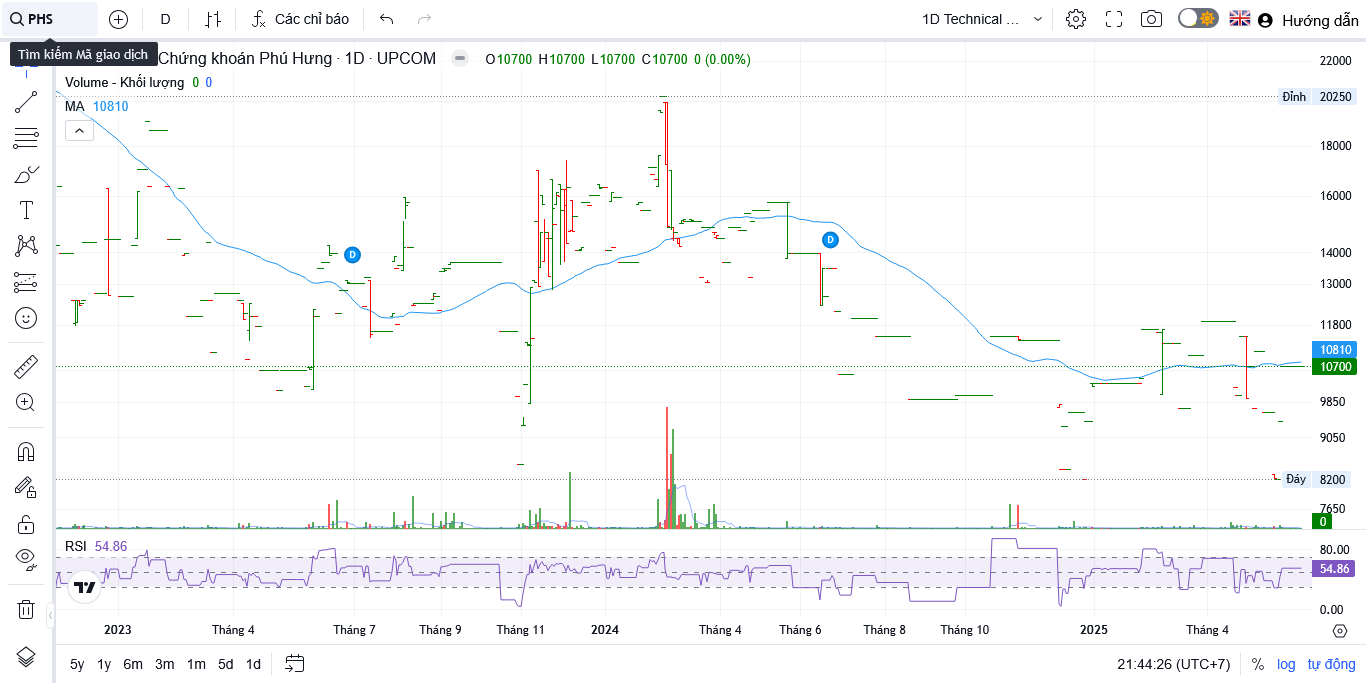 PHS D Các chỉ báo 1D Technical ... Hướng dẫn
Tìm kiếm Mã giao dịch
Chứng khoán Phú Hưng · 1D · UPCOM O10700 H10700 L10700 C10700 0 (0.00%)
Volume - Khối lượng 0 0
MA 10810
22000
Đỉnh 20250
18000
16000
14000
13000
11800
10810
10700
9850
9050
Đáy 8200
7650
0
D
D
RSI 54.86
80.00
54.86
0.00
2023 Tháng 4 Tháng 7 Tháng 9 Tháng 11 2024 Tháng 4 Tháng 6 Tháng 8 Tháng 10 2025 Tháng 4
5y 1y 6m 3m 1m 5d 1d 21:44:26 (UTC+7) % log tự động